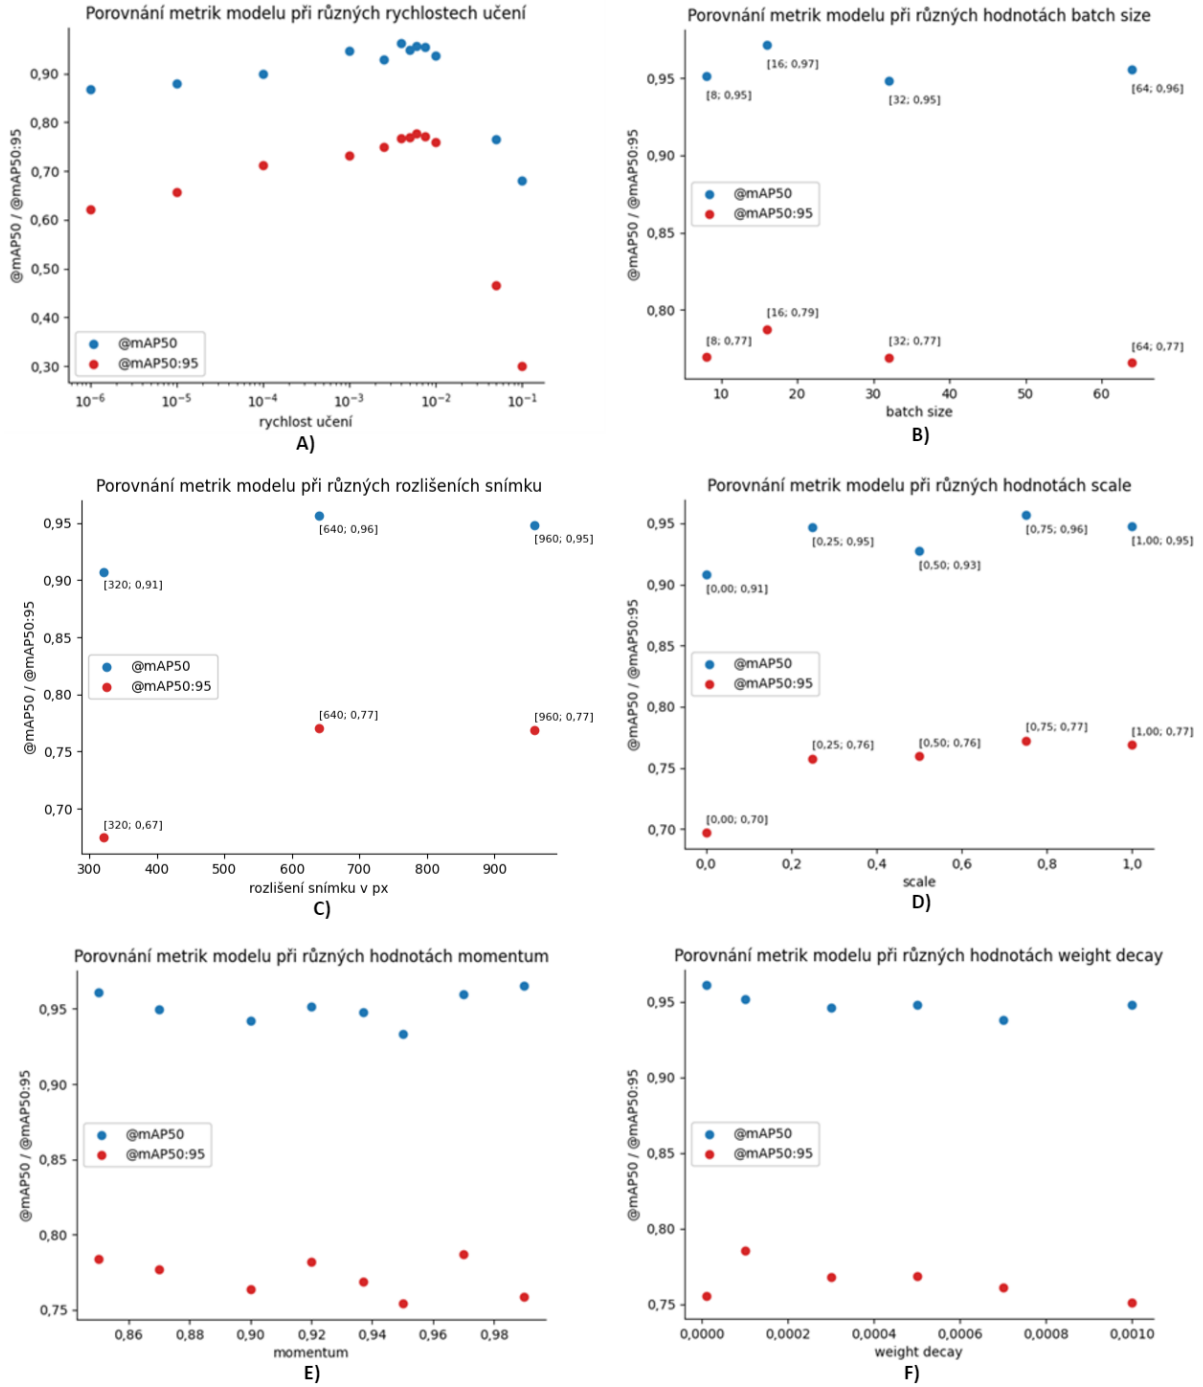 Porovnání metrik modelu při různých rychlostech učení
@mAP50 / @mAP50:95
0,90
0,80
0,70
0,60
0,50
0,40
0,30
@mAP50
@mAP50:95
10⁻⁶ 10⁻⁵ 10⁻⁴ 10⁻³ 10⁻² 10⁻¹
rychlost učení
A)
Porovnání metrik modelu při různých hodnotách batch size
@mAP50 / @mAP50:95
0,95
0,90
0,85
0,80
[8; 0,95]
[16; 0,97]
[32; 0,95]
[64; 0,96]
@mAP50
@mAP50:95
[8; 0,77]
[16; 0,79]
[32; 0,77]
[64; 0,77]
10 20 30 40 50 60
batch size
B)
Porovnání metrik modelu při různých rozlišeních snímku
@mAP50 / @mAP50:95
0,95
0,90
0,85
0,80
0,75
0,70
[320; 0,91]
[640; 0,96]
[960; 0,95]
@mAP50
@mAP50:95
[320; 0,67]
[640; 0,77]
[960; 0,77]
300 400 500 600 700 800 900
rozlišení snímku v px
C)
Porovnání metrik modelu při různých hodnotách scale
@mAP50 / @mAP50:95
0,95
0,90
0,85
0,80
0,75
0,70
[0,00; 0,91]
[0,25; 0,95]
[0,50; 0,93]
[0,75; 0,96]
[1,00; 0,95]
@mAP50
@mAP50:95
[0,00; 0,70]
[0,25; 0,76]
[0,50; 0,76]
[0,75; 0,77]
[1,00; 0,77]
0,0 0,2 0,4 0,6 0,8 1,0
scale
D)
Porovnání metrik modelu při různých hodnotách momentum
@mAP50 / @mAP50:95
0,95
0,90
0,85
0,80
0,75
@mAP50
@mAP50:95
0,86 0,88 0,90 0,92 0,94 0,96 0,98
momentum
E)
Porovnání metrik modelu při různých hodnotách weight decay
@mAP50 / @mAP50:95
0,95
0,90
0,85
0,80
0,75
@mAP50
@mAP50:95
0,0000 0,0002 0,0004 0,0006 0,0008 0,0010
weight decay
F)